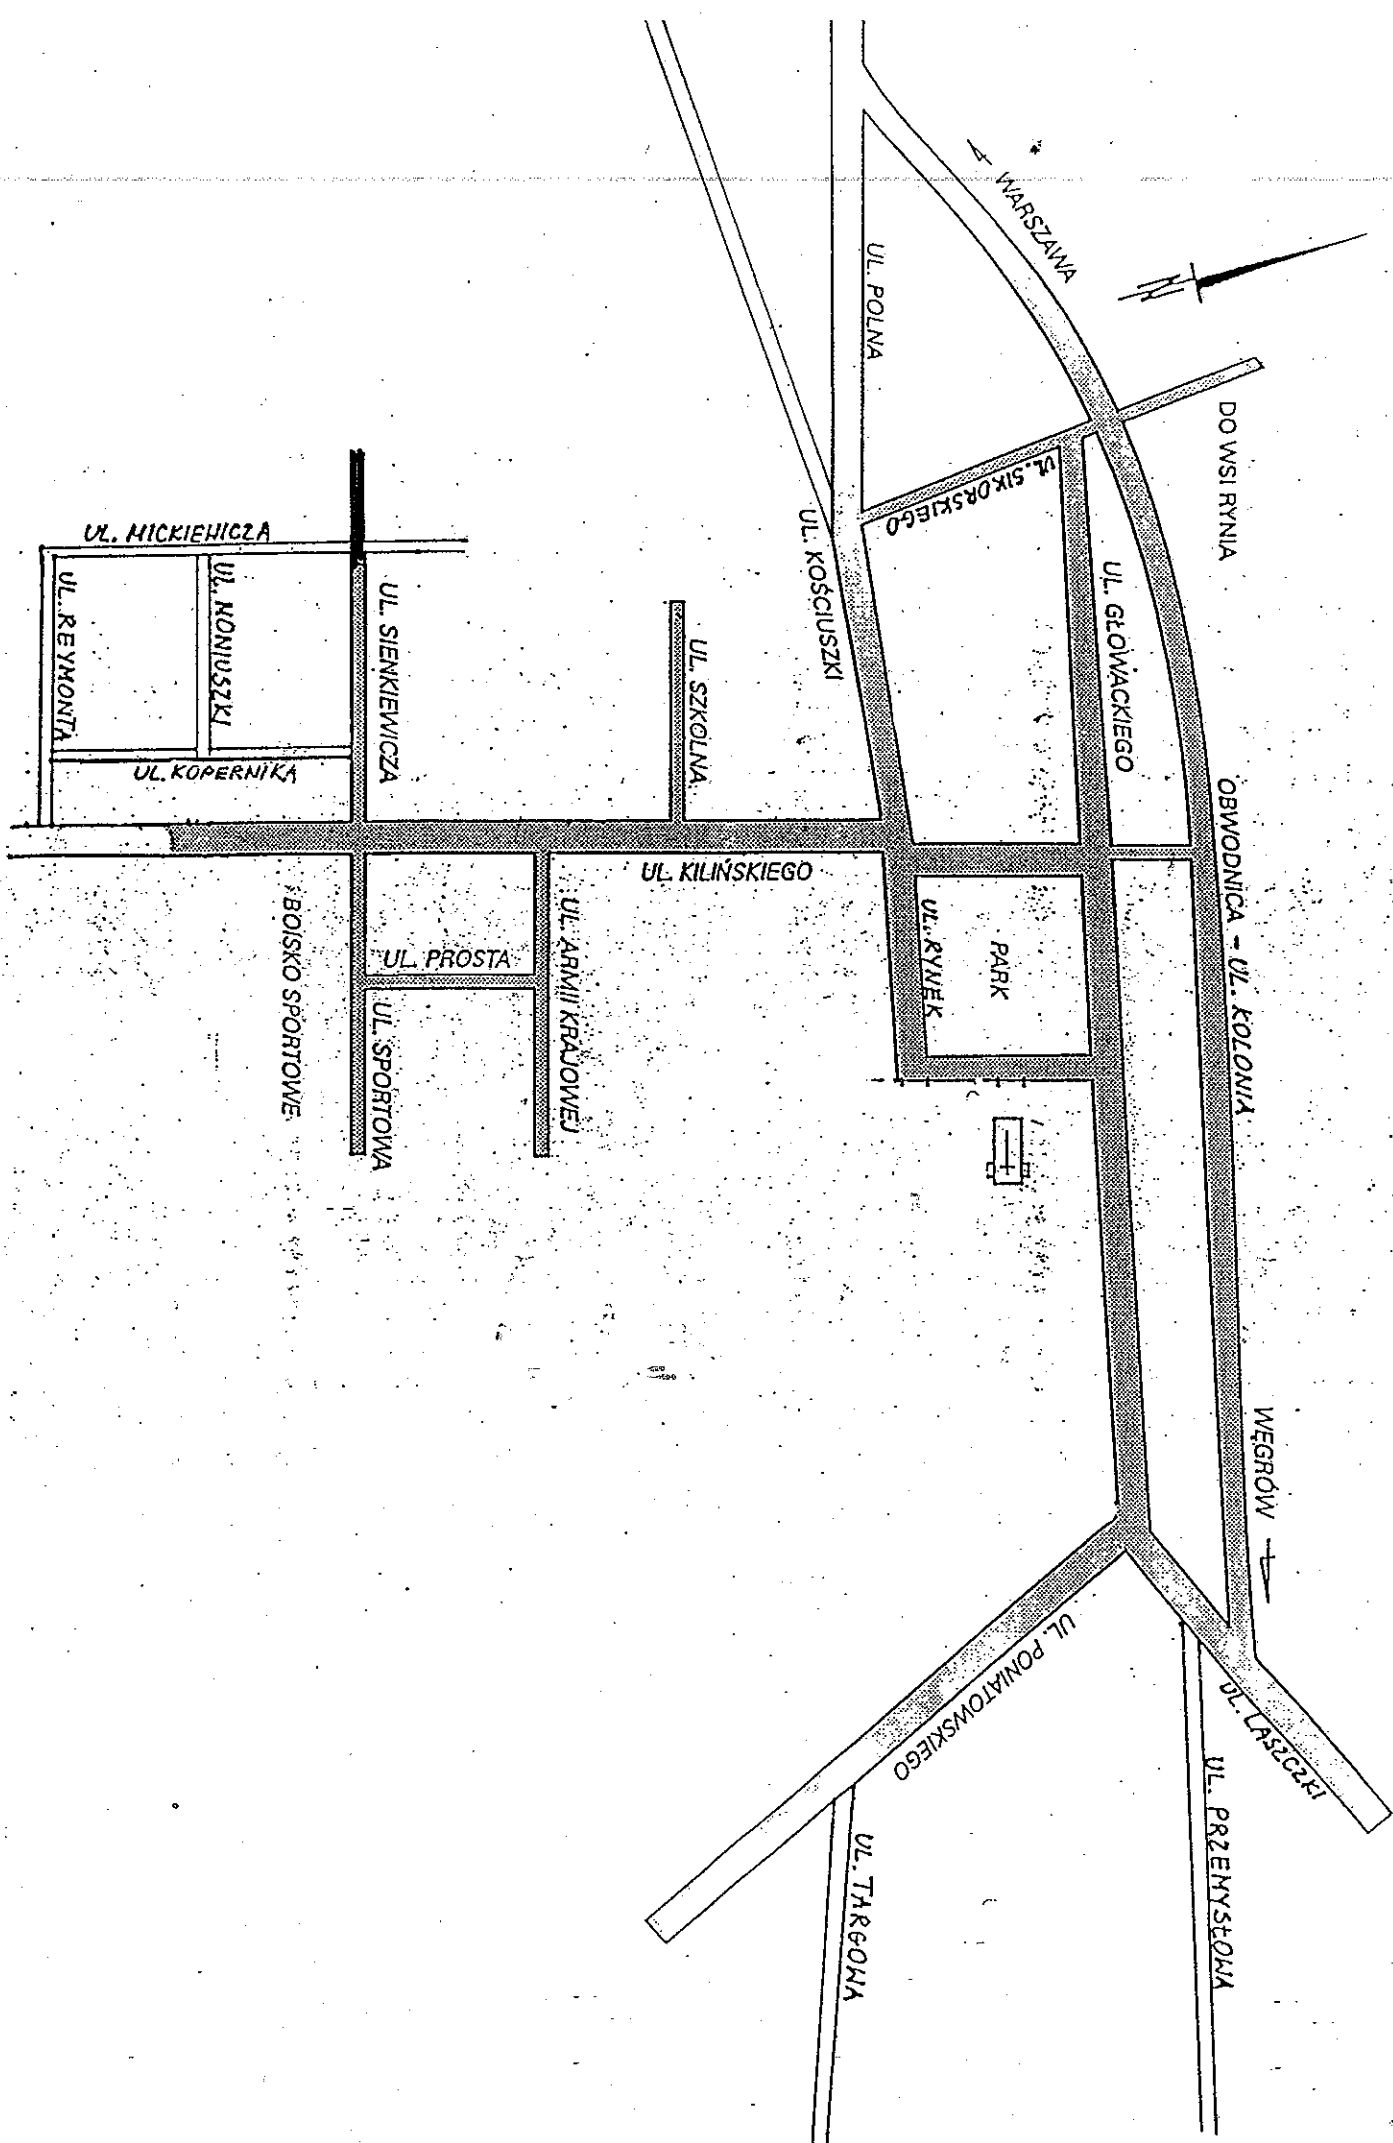 WARSZAWA
N
DO WSI RYNIA
UL. POLNA
UL. SIKORSKIEGO
UL. GŁOWACKIEGO
OBWODNICA - UL. KOLONIA
WĘGRÓW
UL. KOŚCIUSZKI
UL. RYNEK
PARK
UL. LASZCZKI
UL. PRZEMYSŁOWA
UL. PONIATOWSKIEGO
UL. TARGOWA
UL. SZKOLNA
UL. KILIŃSKIEGO
UL. ARMII KRAJOWEJ
UL. PROSTA
UL. SPORTOWA
BOISKO SPORTOWE
UL. SIENKIEWICZA
UL. MICKIEWICZA
UL. MONIUSZKI
UL. REYMONTA
UL. KOPERNIKA